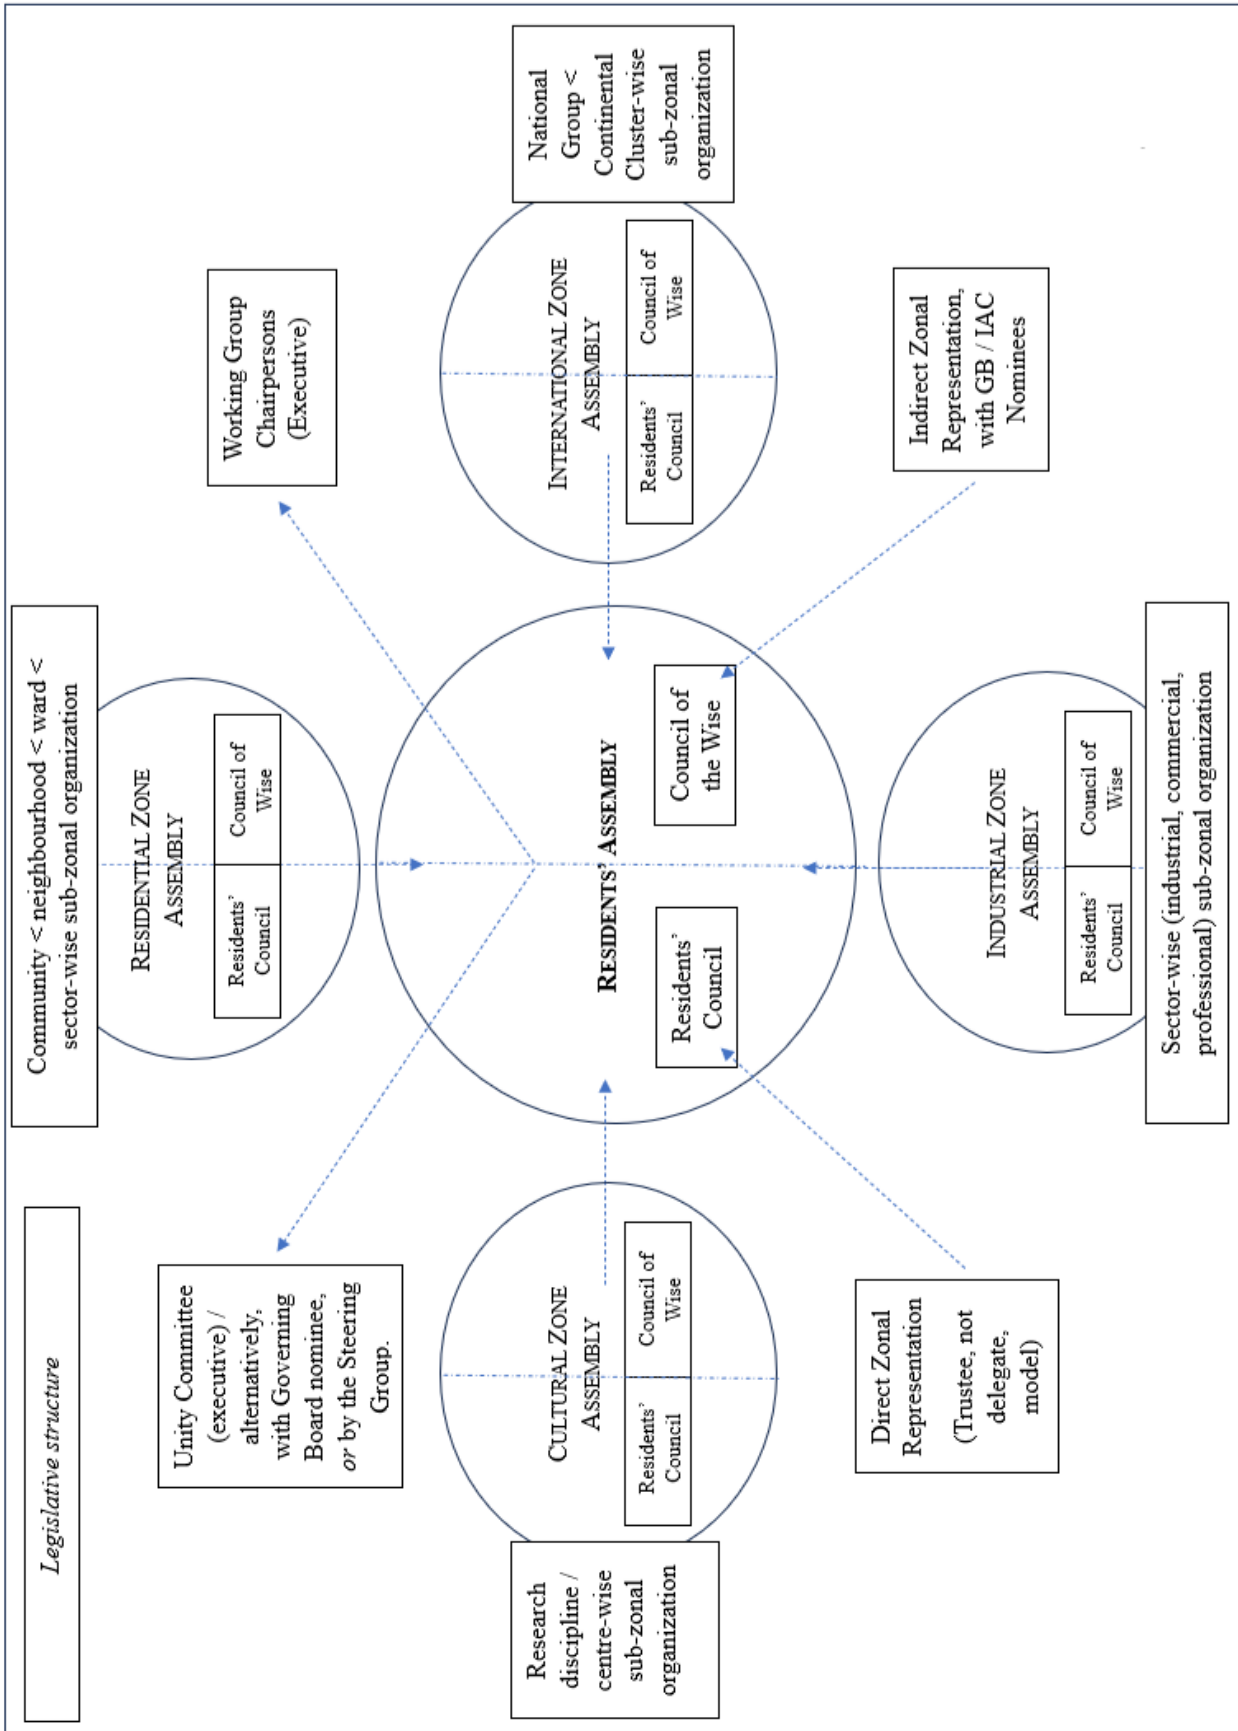 Legislative structure
Community < neighbourhood < ward <
sector-wise sub-zonal organization
RESIDENTIAL ZONE
ASSEMBLY
Residents’
Council
Council of
Wise
Unity Committee
(executive) /
alternatively,
with Governing
Board nominee,
or by the Steering
Group.
Working Group
Chairpersons
(Executive)
Research
discipline /
centre-wise
sub-zonal
organization
CULTURAL ZONE
ASSEMBLY
Residents’
Council
Council of
Wise
RESIDENTS’ ASSEMBLY
Residents’
Council
Council of
the Wise
INTERNATIONAL ZONE
ASSEMBLY
Residents’
Council
Council of
Wise
National
Group <
Continental
Cluster-wise
sub-zonal
organization
Direct Zonal
Representation
(Trustee, not
delegate,
model)
Indirect Zonal
Representation,
with GB / IAC
Nominees
INDUSTRIAL ZONE
ASSEMBLY
Residents’
Council
Council of
Wise
Sector-wise (industrial, commercial,
professional) sub-zonal organization